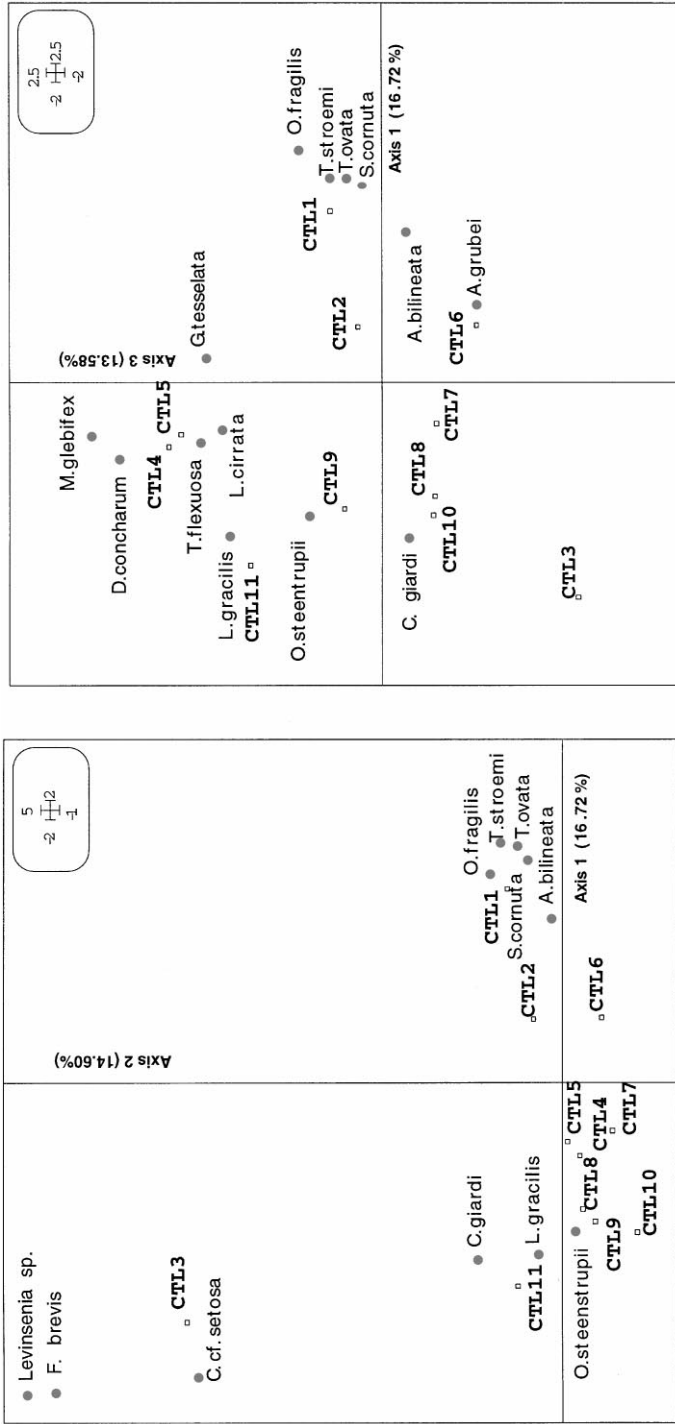 Levinsenia sp.
F. brevis
CTL3
C. cf. setosa
Axis 2 (14.60%)
5
-2 2
-1
C.giardi
CTL11
L.gracilis
O.fragilis
CTL1
T.stroemi
T.ovata
S.cornuta
CTL2
A.bilineata
Axis 1 (16.72%)
O.steenstrupii
CTL5
CTL8
CTL4
CTL9
CTL7
CTL10
CTL6
M.glebifex
D.concharum
CTL4
CTL5
T.flexuosa
L.cirrata
L.gracilis
CTL11
O.steentrupii
CTL9
Axis 3 (13.58%)
G.tesselata
2.5
-2 2.5
-2
O.fragilis
CTL1
T.stroemi
T.ovata
S.cornuta
CTL2
Axis 1 (16.72%)
C. giardi
CTL8
CTL10
CTL7
CTL3
A.bilineata
CTL6
A.grubei